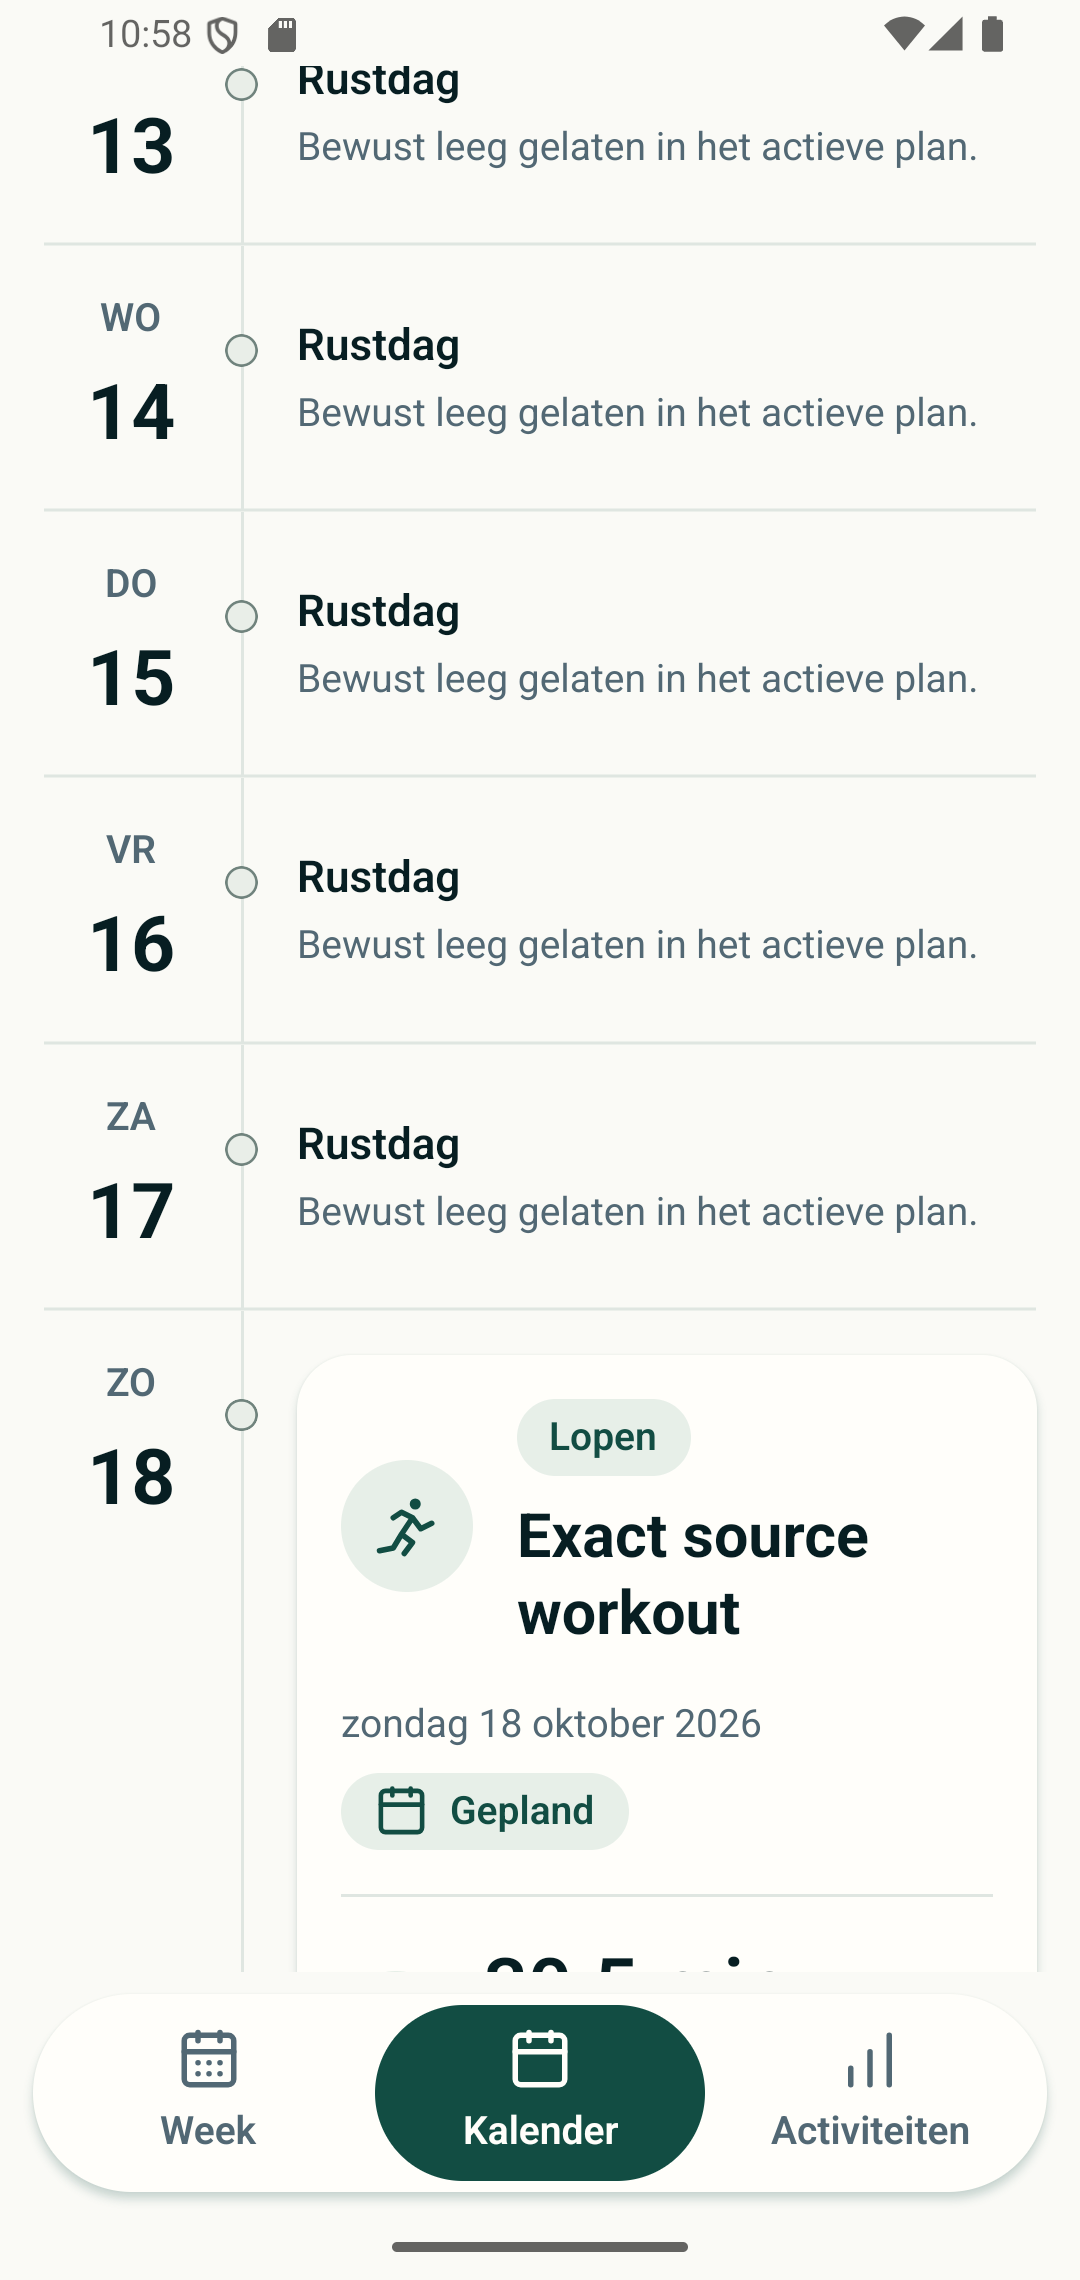 10:58
Rustdag
13
Bewust leeg gelaten in het actieve plan.
WO
14
Rustdag
Bewust leeg gelaten in het actieve plan.
DO
15
Rustdag
Bewust leeg gelaten in het actieve plan.
VR
16
Rustdag
Bewust leeg gelaten in het actieve plan.
ZA
17
Rustdag
Bewust leeg gelaten in het actieve plan.
ZO
18
Lopen
Exact source
workout
zondag 18 oktober 2026
Gepland
Week
Kalender
Activiteiten